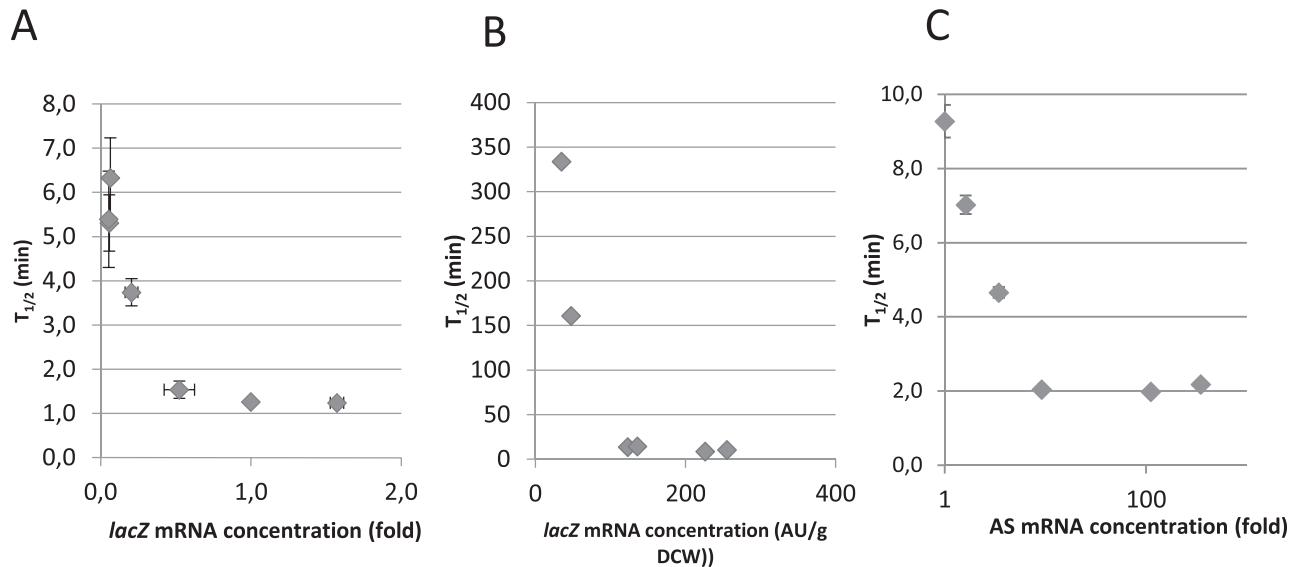 A
8,0
7,0
6,0
5,0
4,0
3,0
2,0
1,0
0,0
T1/2 (min)
0,0 1,0 2,0
lacZ mRNA concentration (fold)
B
400
350
300
250
200
150
100
50
0
T1/2 (min)
0 200 400
lacZ mRNA concentration (AU/g
DCW))
C
10,0
8,0
6,0
4,0
2,0
0,0
T1/2 (min)
1 100
AS mRNA concentration (fold)